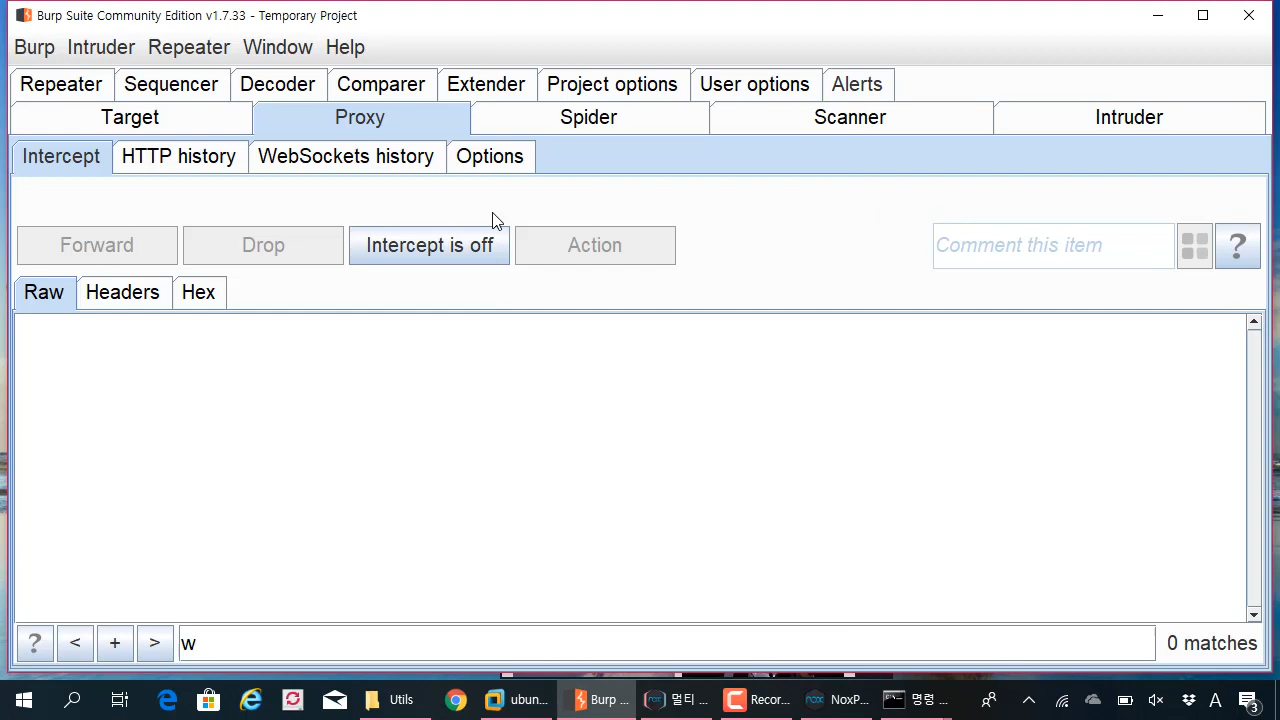 Burp Suite Community Edition v1.7.33 - Temporary Project
Burp Intruder Repeater Window Help
Repeater Sequencer Decoder Comparer Extender Project options User options Alerts
Target Proxy Spider Scanner Intruder
Intercept HTTP history WebSockets history Options
Forward Drop Intercept is off Action Comment this item ?
Raw Headers Hex
? < + > w 0 matches
Utils ubun... Burp ... 멀티 ... Recor... NoxP... 명령 ... A 3